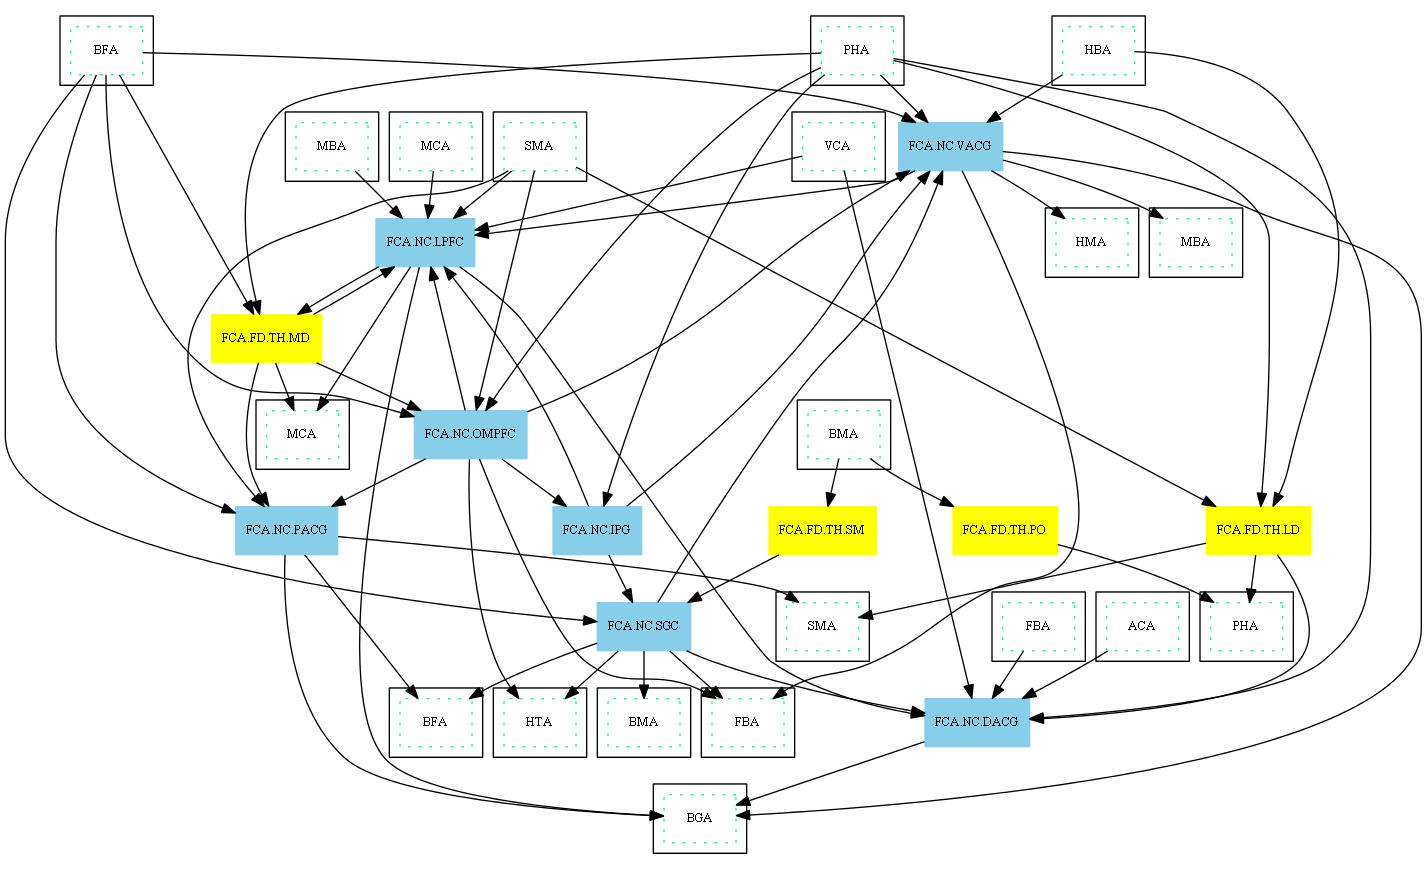 BFA
PHA
HBA
MBA
MCA
SMA
VCA
FCA.NC.VACG
FCA.NC.LPFC
HMA
MBA
FCA.FD.TH.MD
MCA
FCA.NC.OMPFC
BMA
FCA.NC.PACG
FCA.NC.IPG
FCA.FD.TH.SM
FCA.FD.TH.PO
FCA.FD.TH.LD
FCA.NC.SGC
SMA
FBA
ACA
PHA
BFA
HTA
BMA
FBA
FCA.NC.DACG
BGA